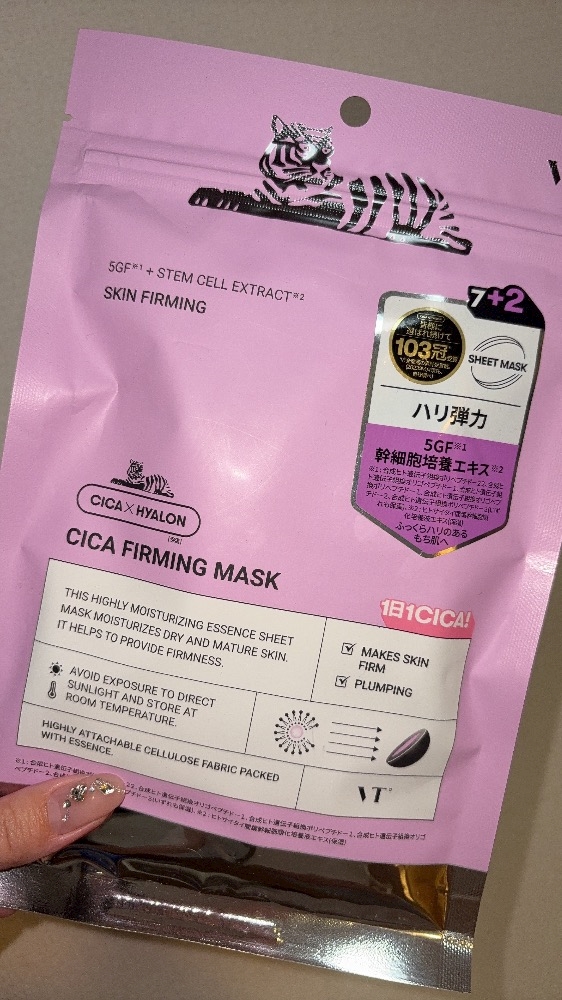 5GF※1 + STEM CELL EXTRACT※2
SKIN FIRMING
7+2
103冠
SHEET MASK
ハリ弾力
5GF※1
幹細胞培養エキス※2
ふっくらハリのある
もち肌へ
CICA×HYALON
CICA FIRMING MASK
1日1CICA!
THIS HIGHLY MOISTURIZING ESSENCE SHEET
MASK MOISTURIZES DRY AND MATURE SKIN.
IT HELPS TO PROVIDE FIRMNESS.
MAKES SKIN
FIRM
PLUMPING
AVOID EXPOSURE TO DIRECT
SUNLIGHT AND STORE AT
ROOM TEMPERATURE.
HIGHLY ATTACHABLE CELLULOSE FABRIC PACKED
WITH ESSENCE.
VT